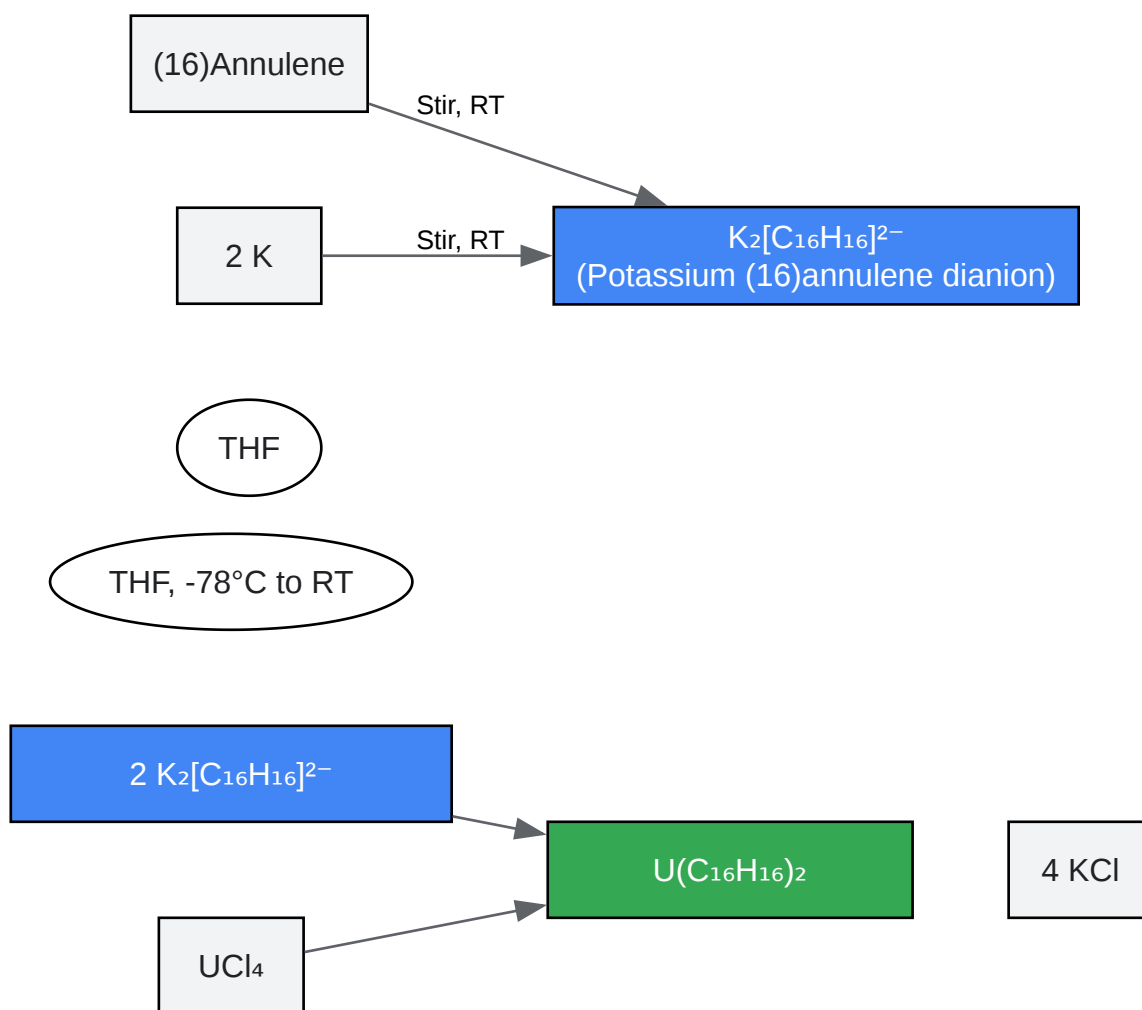 (16)Annulene
Stir, RT
2 K
Stir, RT
K₂[C₁₆H₁₆]²⁻
(Potassium (16)annulene dianion)
THF
THF, -78°C to RT
2 K₂[C₁₆H₁₆]²⁻
U(C₁₆H₁₆)₂
4 KCl
UCl₄